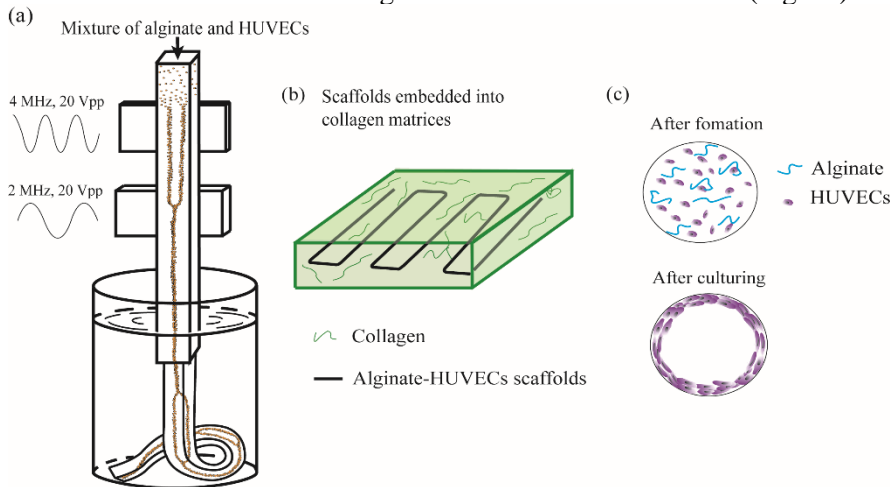 (a)
Mixture of alginate and HUVECs
4 MHz, 20 Vpp
2 MHz, 20 Vpp
(b)
Scaffolds embedded into
collagen matrices
Collagen
Alginate-HUVECs scaffolds
(c)
After fomation
Alginate
HUVECs
After culturing